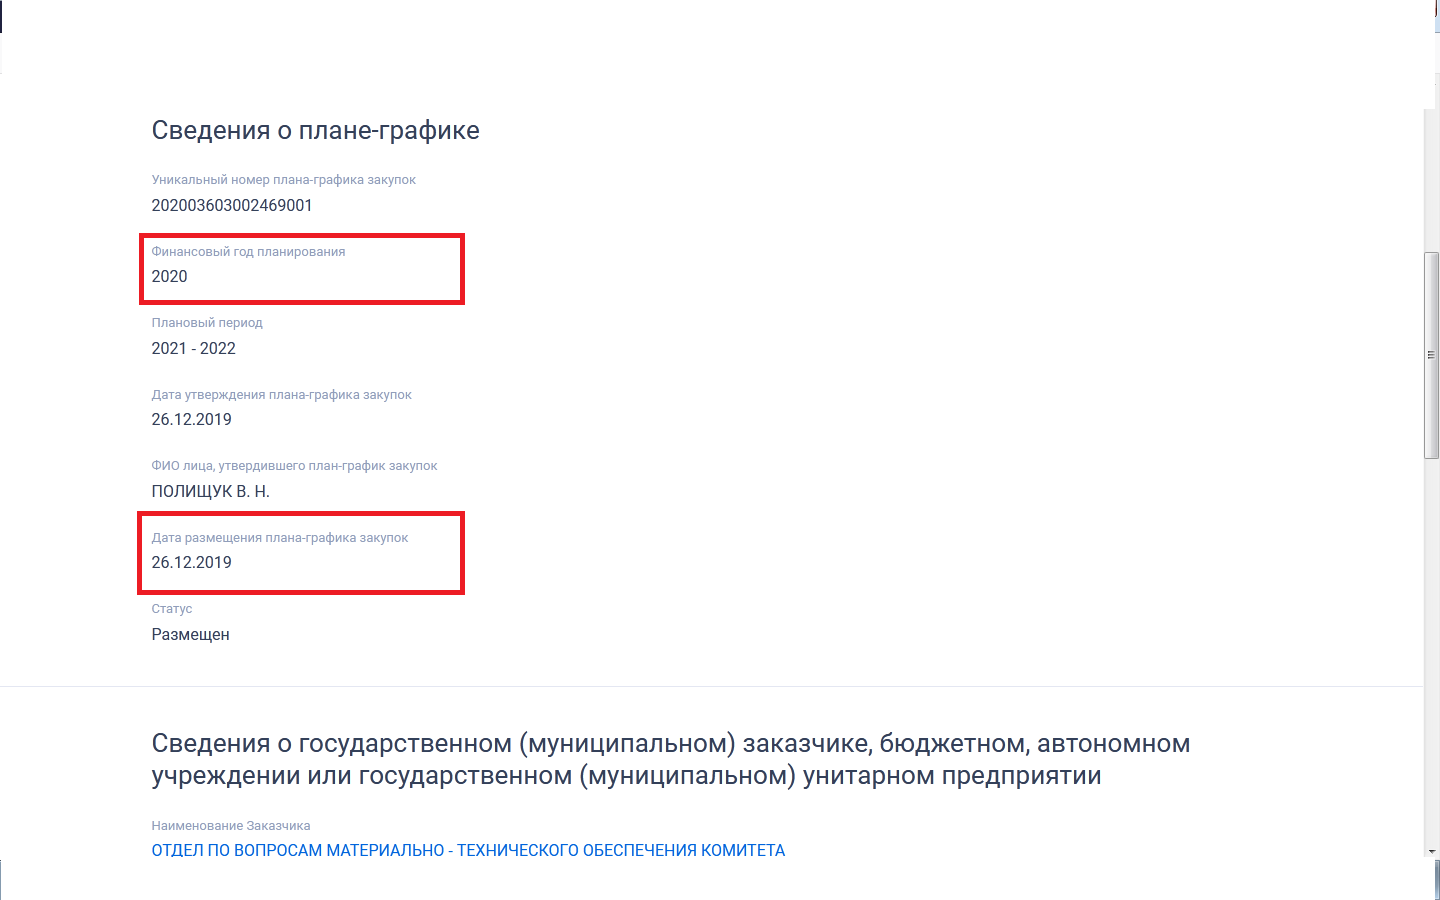 Сведения о плане-графике
Уникальный номер плана-графика закупок
202003603002469001
Финансовый год планирования
2020
Плановый период
2021 - 2022
Дата утверждения плана-графика закупок
26.12.2019
ФИО лица, утвердившего план-график закупок
ПОЛИЩУК В. Н.
Дата размещения плана-графика закупок
26.12.2019
Статус
Размещен
Сведения о государственном (муниципальном) заказчике, бюджетном, автономном
учреждении или государственном (муниципальном) унитарном предприятии
Наименование Заказчика
ОТДЕЛ ПО ВОПРОСАМ МАТЕРИАЛЬНО - ТЕХНИЧЕСКОГО ОБЕСПЕЧЕНИЯ КОМИТЕТА